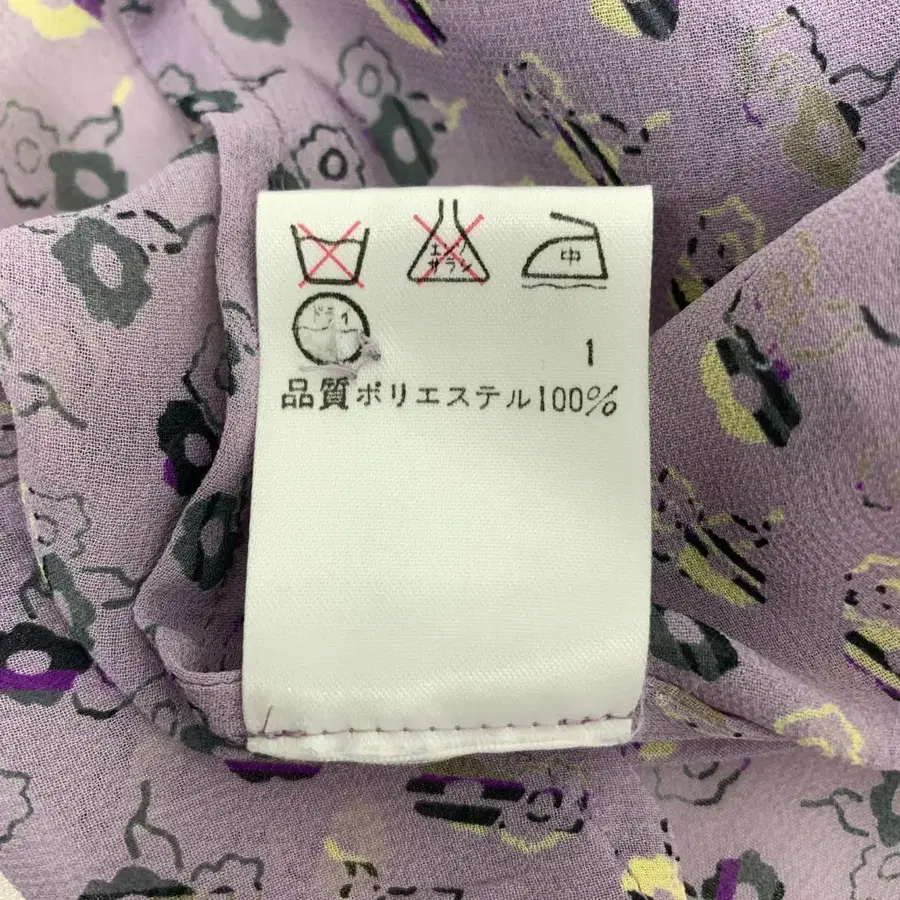 エンソ
サラシ
中
ドライ
1
品質ポリエステル100%